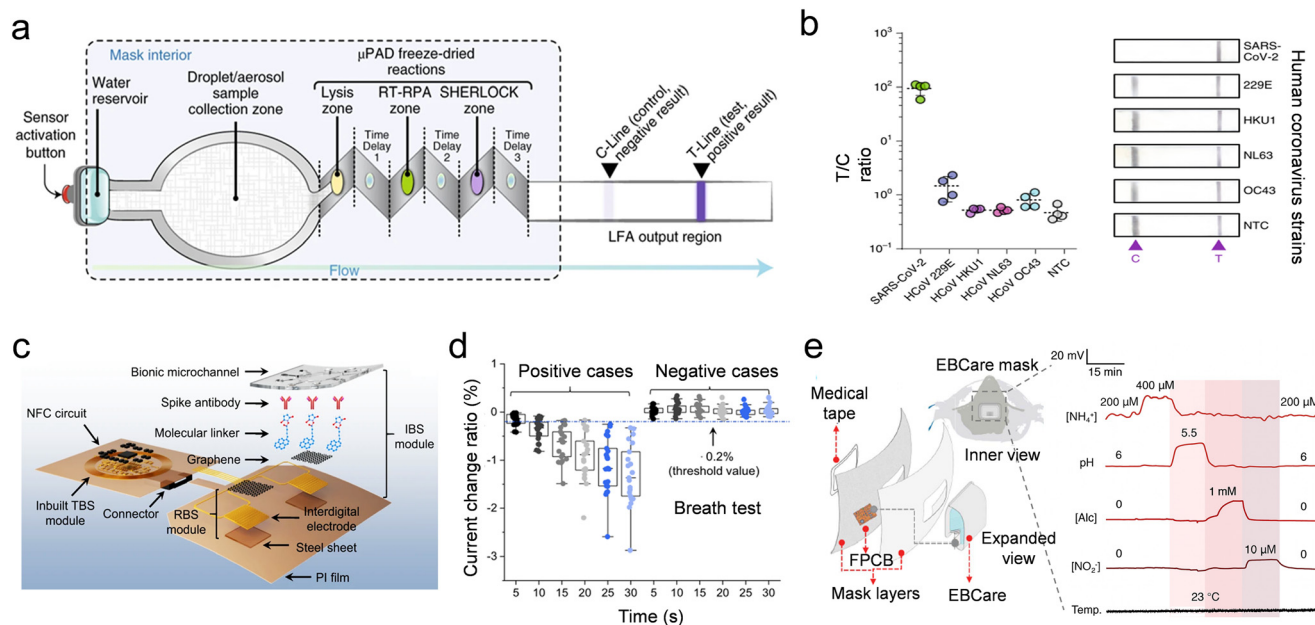 a
Mask interior
Water
reservoir
Droplet/aerosol
sample
collection zone
µPAD freeze-dried
reactions
Lysis
zone
RT-RPA
zone
SHERLOCK
zone
Sensor
activation
button
Time
Delay
1
Time
Delay
2
Time
Delay
3
C-Line (control,
negative result)
T-Line (test,
positive result)
LFA output region
Flow
b
T/C
ratio
10³
10²
10¹
10⁰
10⁻¹
SARS-CoV-2
HCoV 229E
HCoV HKU1
HCoV NL63
HCoV OC43
NTC
SARS-
CoV-2
229E
HKU1
NL63
OC43
NTC
C
T
Human coronavirus strains
c
Bionic microchannel
NFC circuit
Spike antibody
Molecular linker
Graphene
IBS
module
Inbuilt TBS
module
Connector
RBS
module
Interdigital
electrode
Steel sheet
PI film
d
Positive cases
Negative cases
Current change ratio (%)
1
0
-1
-2
-3
- 0.2%
(threshold value)
Breath test
5 10 15 20 25 30 5 10 15 20 25 30
Time (s)
e
EBCare mask
Medical
tape
Inner view
FPCB
Expanded
view
Mask layers
EBCare
20 mV
15 min
400 µM
200 µM
200 µM
[NH₄⁺]
5.5
6
6
pH
1 mM
0
0
[Alc]
10 µM
0
0
[NO₂⁻]
23 °C
Temp.